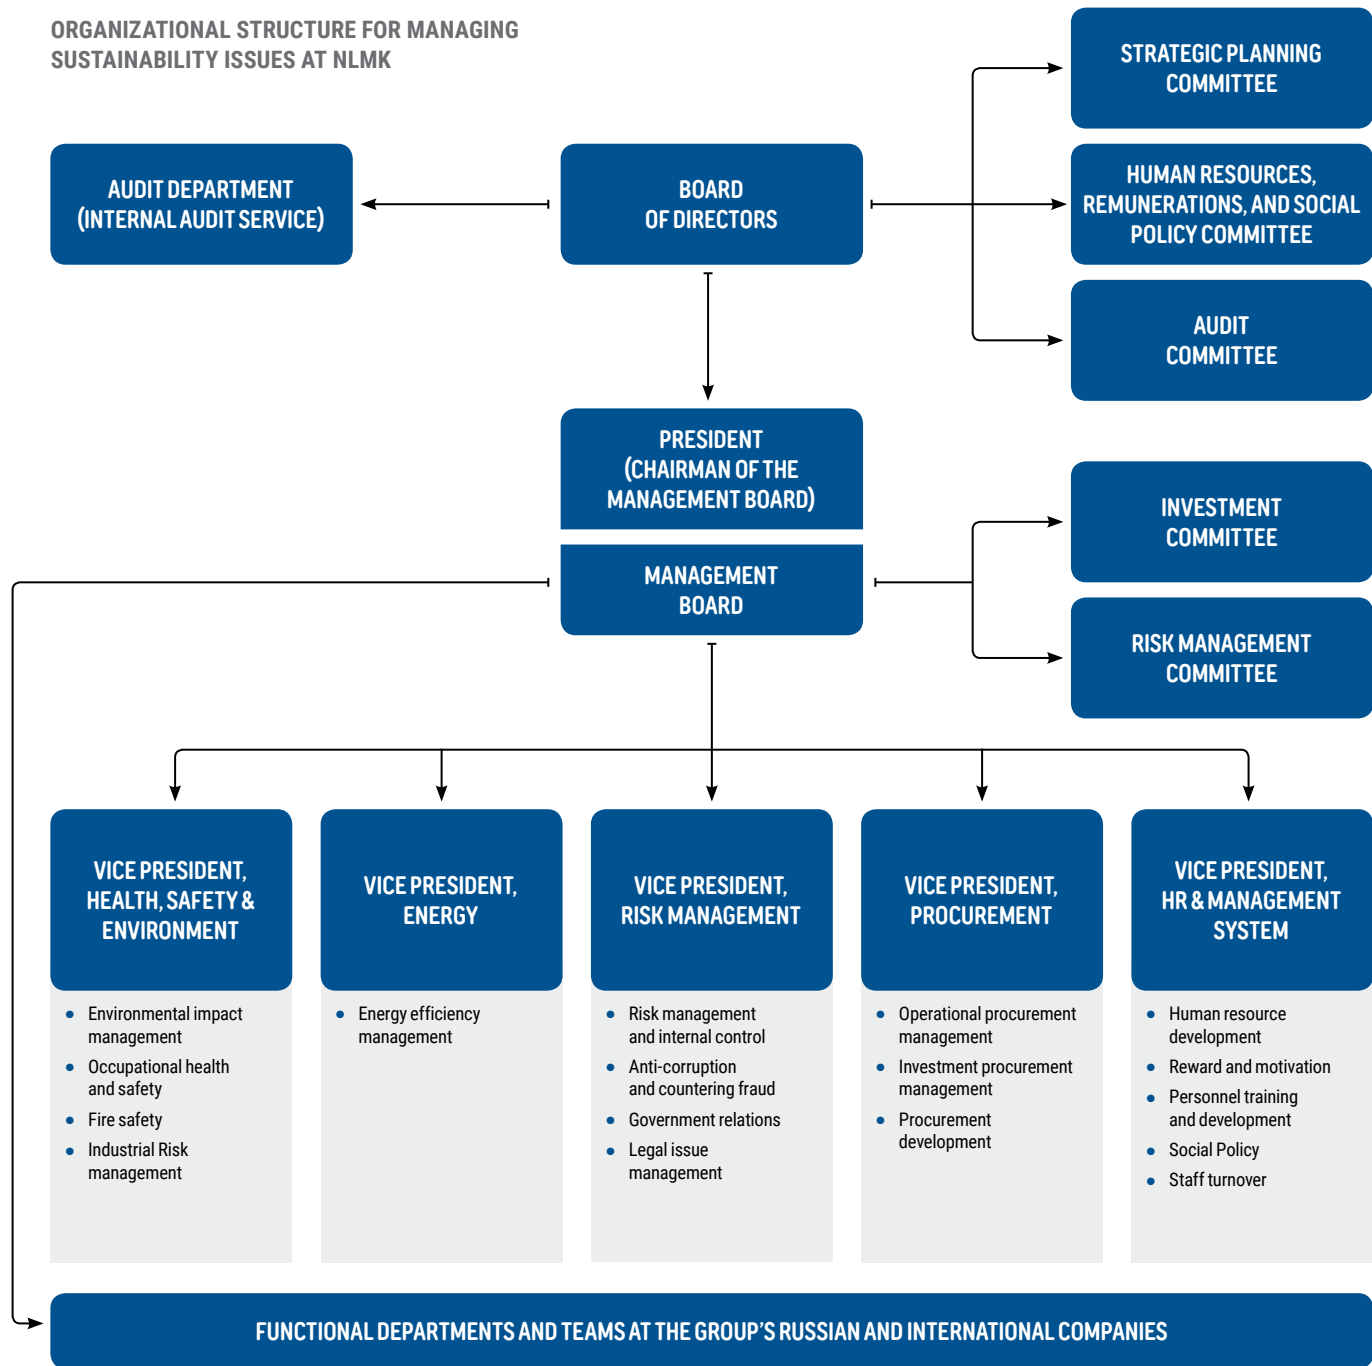 ORGANIZATIONAL STRUCTURE FOR MANAGING
SUSTAINABILITY ISSUES AT NLMK
STRATEGIC PLANNING
COMMITTEE
AUDIT DEPARTMENT
(INTERNAL AUDIT SERVICE)
BOARD
OF DIRECTORS
HUMAN RESOURCES,
REMUNERATIONS, AND SOCIAL
POLICY COMMITTEE
AUDIT
COMMITTEE
PRESIDENT
(CHAIRMAN OF THE
MANAGEMENT BOARD)
MANAGEMENT
BOARD
INVESTMENT
COMMITTEE
RISK MANAGEMENT
COMMITTEE
VICE PRESIDENT,
HEALTH, SAFETY &
ENVIRONMENT
• Environmental impact
management
• Occupational health
and safety
• Fire safety
• Industrial Risk
management
VICE PRESIDENT,
ENERGY
• Energy efficiency
management
VICE PRESIDENT,
RISK MANAGEMENT
• Risk management
and internal control
• Anti-corruption
and countering fraud
• Government relations
• Legal issue
management
VICE PRESIDENT,
PROCUREMENT
• Operational procurement
management
• Investment procurement
management
• Procurement
development
VICE PRESIDENT,
HR & MANAGEMENT
SYSTEM
• Human resource
development
• Reward and motivation
• Personnel training
and development
• Social Policy
• Staff turnover
FUNCTIONAL DEPARTMENTS AND TEAMS AT THE GROUP'S RUSSIAN AND INTERNATIONAL COMPANIES